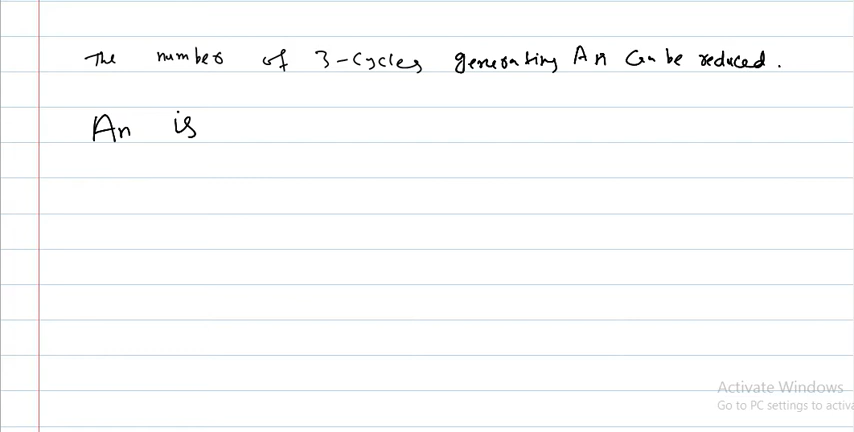 The number of 3-cycles generating An can be reduced.
An is
Activate Windows
Go to PC settings to activa